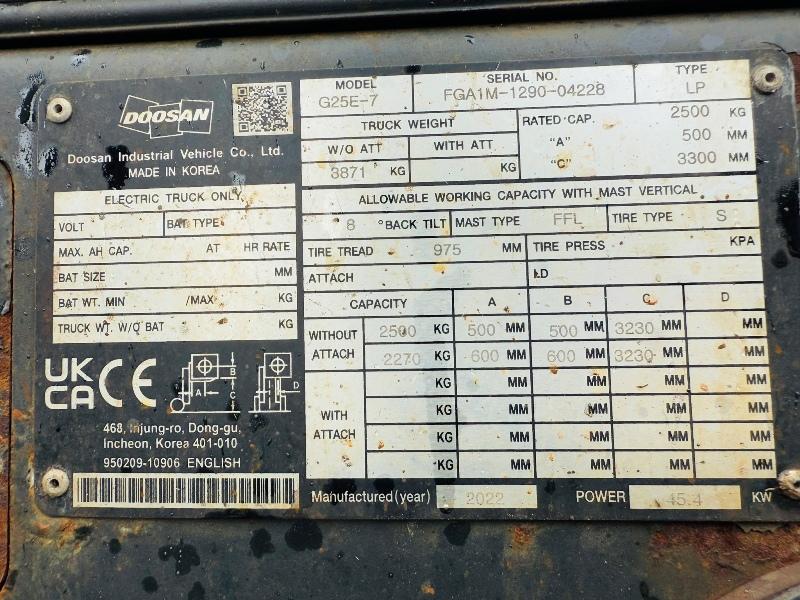 DOOSAN
Doosan Industrial Vehicle Co., Ltd.
MADE IN KOREA
MODEL
G25E-7
SERIAL NO.
FGA1M-1290-04228
TYPE
LP
TRUCK WEIGHT
W/O ATT
WITH ATT
3871 KG
KG
RATED CAP. 2500 KG
"A" 500 MM
"C" 3300 MM
ELECTRIC TRUCK ONLY
VOLT BAT TYPE
MAX. AH CAP. AT HR RATE
BAT SIZE MM
BAT WT. MIN /MAX KG
TRUCK WT. W/O BAT KG
ALLOWABLE WORKING CAPACITY WITH MAST VERTICAL
8 °BACK TILT MAST TYPE FFL TIRE TYPE S
TIRE TREAD 975 MM TIRE PRESS KPA
ATTACH I.D
CAPACITY A B C D
WITHOUT ATTACH
2500 KG 500 MM 500 MM 3230 MM MM
2270 KG 600 MM 600 MM 3230 MM MM
WITH ATTACH
KG MM MM MM MM
KG MM MM MM MM
KG MM MM MM MM
KG MM MM MM MM
UK
CA CE
A B C D
468, Injung-ro, Dong-gu,
Incheon, Korea 401-010
950209-10906 ENGLISH
Manufactured (year) 2022 POWER 45.4 KW